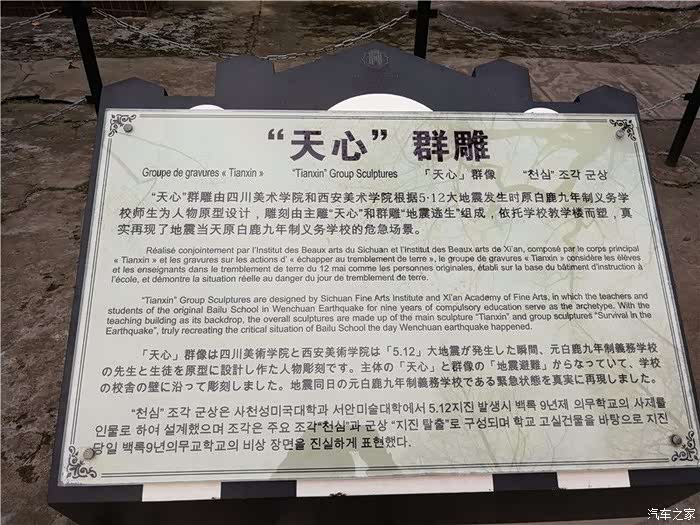 “天心”群雕
Groupe de gravures « Tianxin »　"Tianxin" Group Sculptures　「天心」群像　“천심” 조각 군상
“天心”群雕由四川美术学院和西安美术学院根据5·12大地震发生时原白鹿九年制义务学
校师生为人物原型设计，雕刻由主雕“天心”和群雕“地震逃生”组成，依托学校教学楼而塑，真
实再现了地震当天原白鹿九年制义务学校的危急场景。
Réalisé conjointement par l'Institut des Beaux arts du Sichuan et l'Institut des Beaux arts de Xi'an, composé par le corps principal
« Tianxin » et les gravures sur les actions d' « échapper au tremblement de terre », le groupe de gravures « Tianxin » considère les élèves
et les enseignants dans le tremblement de terre du 12 mai comme les personnes originales, établi sur la base du bâtiment d'instruction à
l'école, et démontre la situation réelle au danger du jour de tremblement de terre.
"Tianxin" Group Sculptures are designed by Sichuan Fine Arts Institute and Xi'an Academy of Fine Arts, in which the teachers and
students of the original Bailu School in Wenchuan Earthquake for nine years of compulsory education serve as the archetype. With the
teaching building as its backdrop, the overall sculptures are made up of the main sculpture "Tianxin" and group sculptures "Survival in the
Earthquake", truly recreating the critical situation of Bailu School the day Wenchuan earthquake happened.
「天心」群像は四川美術学院と西安美術学院は「5.12」大地震が発生した瞬間、元白鹿九年制義務学校
の先生と生徒を原型に設計し作た人物彫刻です。主体の「天心」と群像の「地震避難」からなっていて、学校
の校舎の壁に沿って彫刻しました。地震同日の元白鹿九年制義務学校である緊急状態を真実に再現しました。
“천심” 조각 군상은 사천성미국대학과 서안미술대학에서 5.12지진 발생시 백록 9년제 의무학교의 사제를
인물로 하여 설계했으며 조각은 주요 조각“천심”과 군상 “지진 탈출”로 구성되며 학교 교실건물을 바탕으로 지진
당일 백록9년의무교학교의 비상 장면을 진실하게 표현했다.
汽车之家